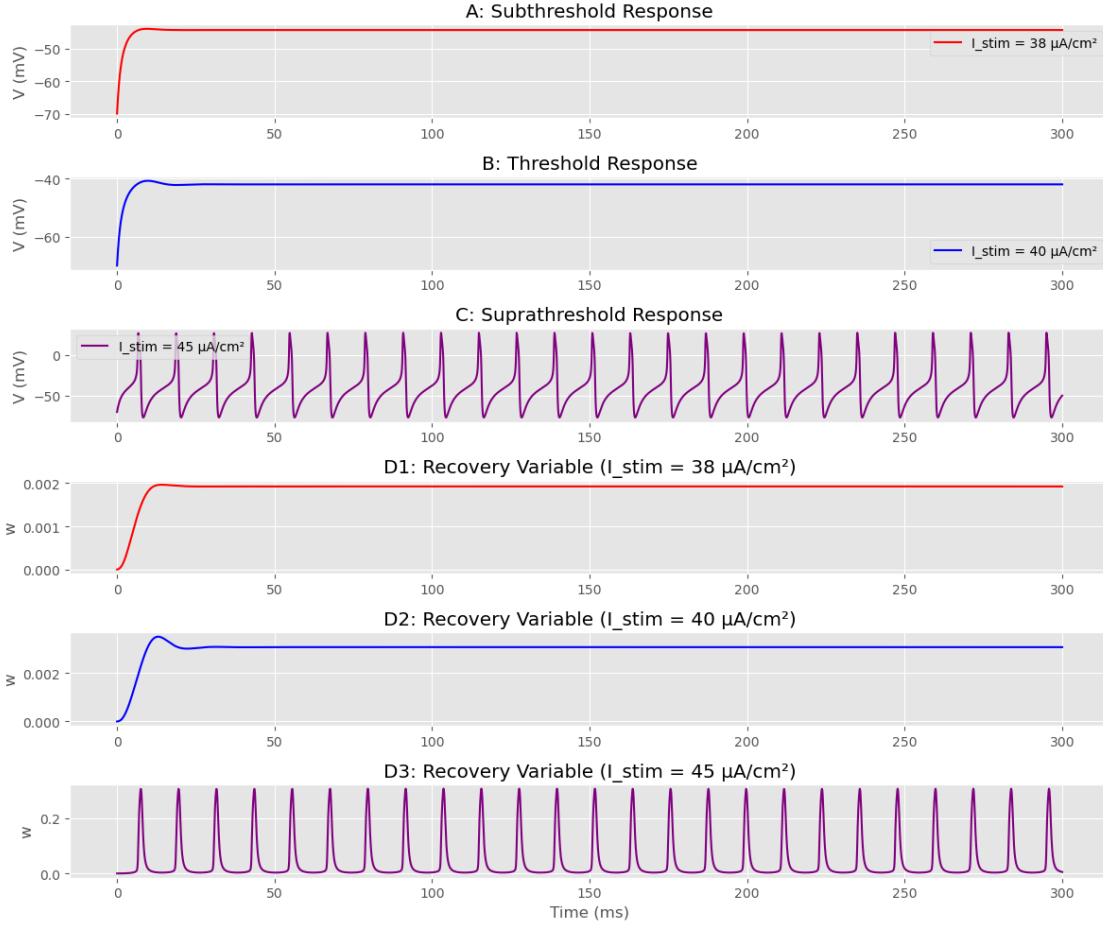 A: Subthreshold Response
V (mV)
−50
−60
−70
I_stim = 38 µA/cm²
0 50 100 150 200 250 300
B: Threshold Response
V (mV)
−40
−60
I_stim = 40 µA/cm²
0 50 100 150 200 250 300
C: Suprathreshold Response
V (mV)
0
−50
I_stim = 45 µA/cm²
0 50 100 150 200 250 300
D1: Recovery Variable (I_stim = 38 µA/cm²)
w
0.002
0.001
0.000
0 50 100 150 200 250 300
D2: Recovery Variable (I_stim = 40 µA/cm²)
w
0.002
0.000
0 50 100 150 200 250 300
D3: Recovery Variable (I_stim = 45 µA/cm²)
w
0.2
0.0
0 50 100 150 200 250 300
Time (ms)